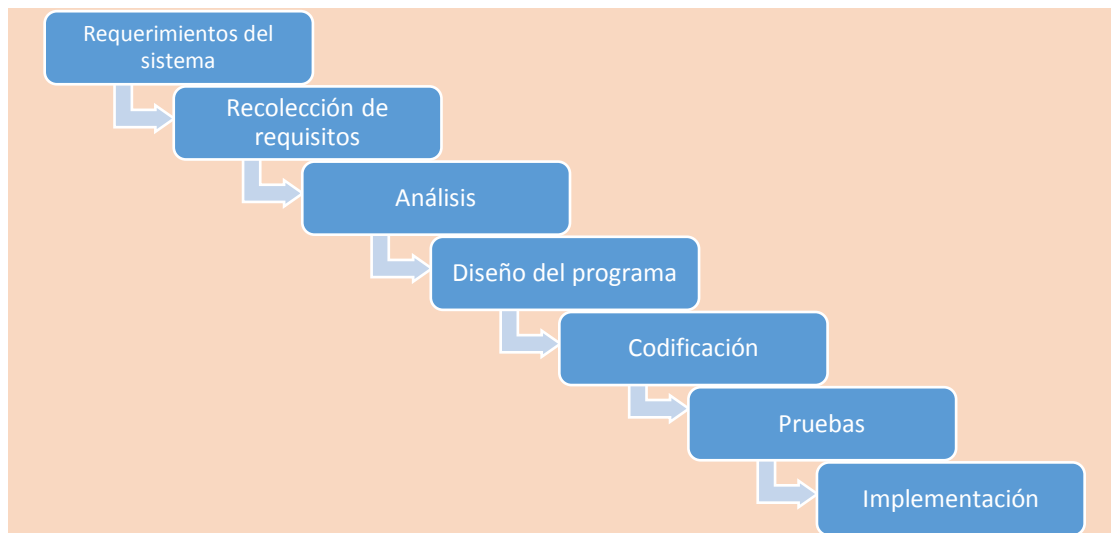 Requerimientos del
sistema
Recolección de
requisitos
Análisis
Diseño del programa
Codificación
Pruebas
Implementación